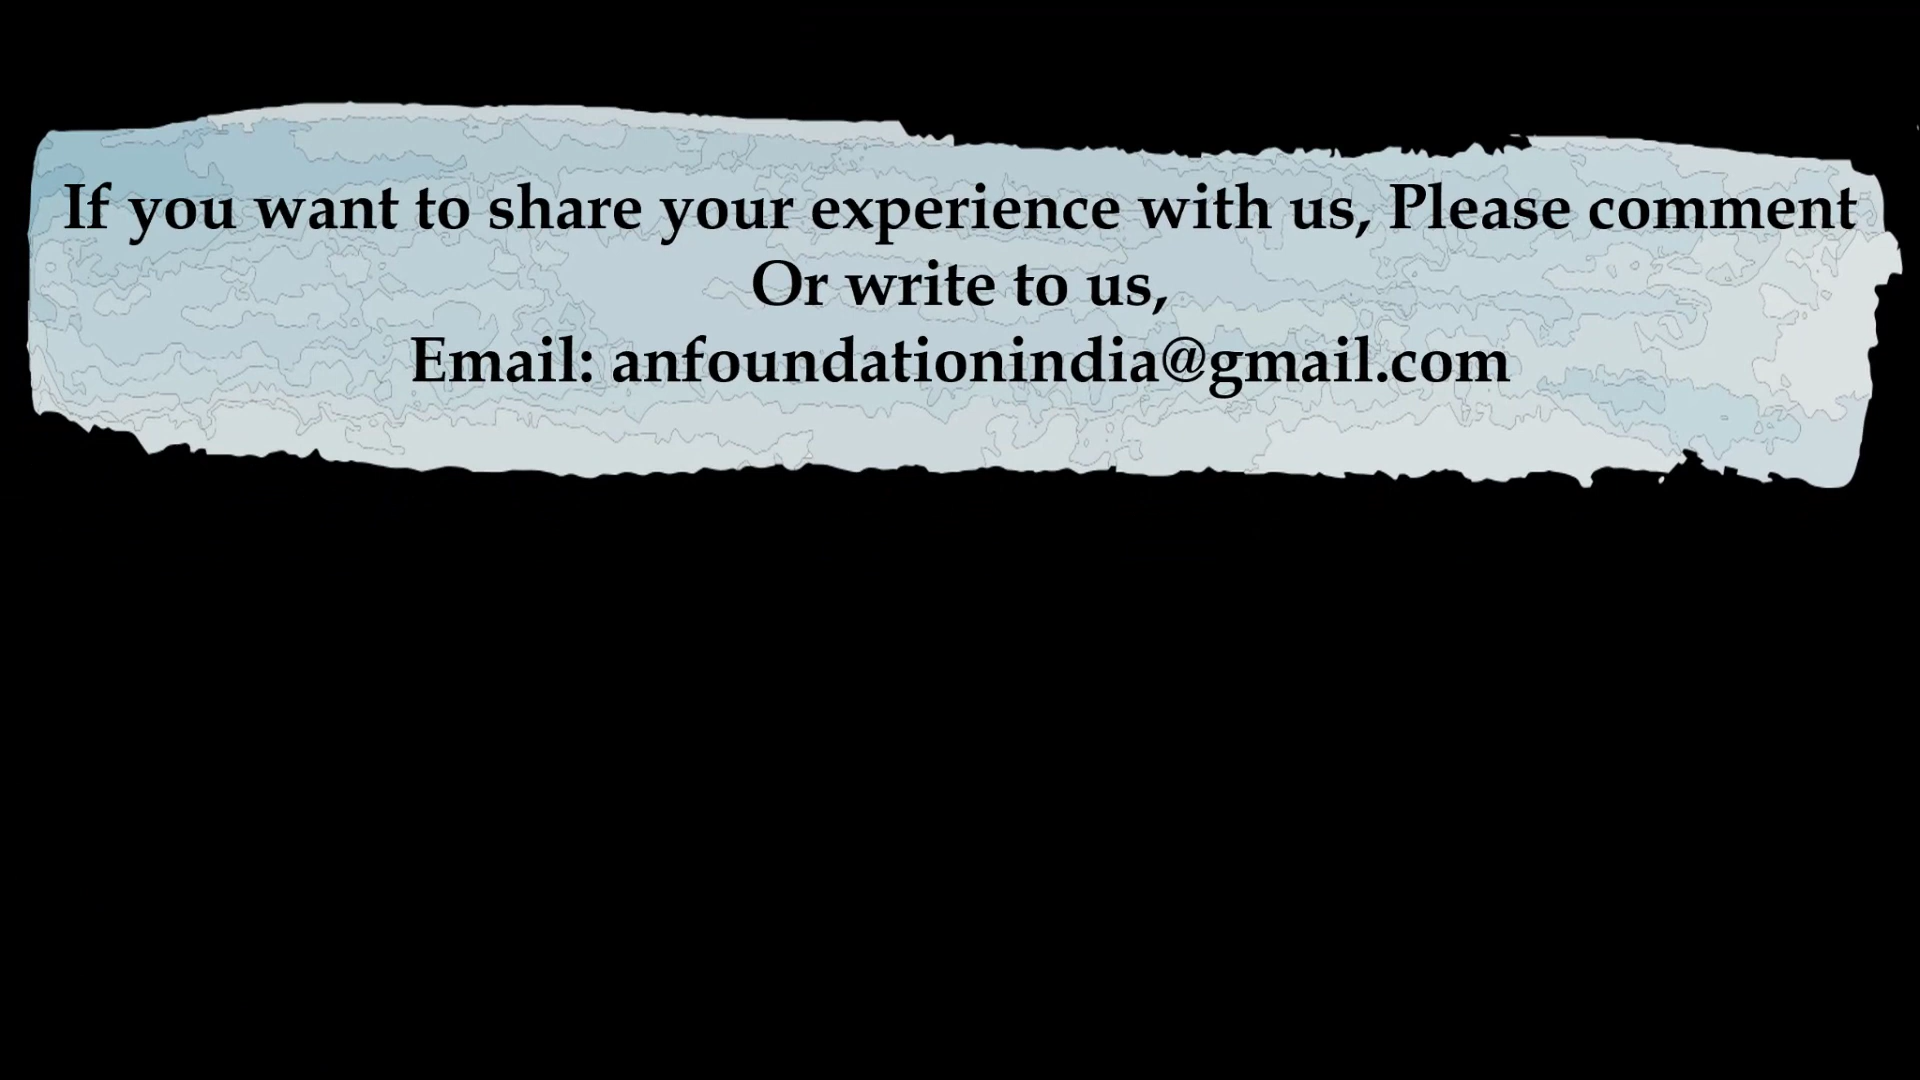 If you want to share your experience with us, Please comment
Or write to us,
Email: anfoundationindia@gmail.com